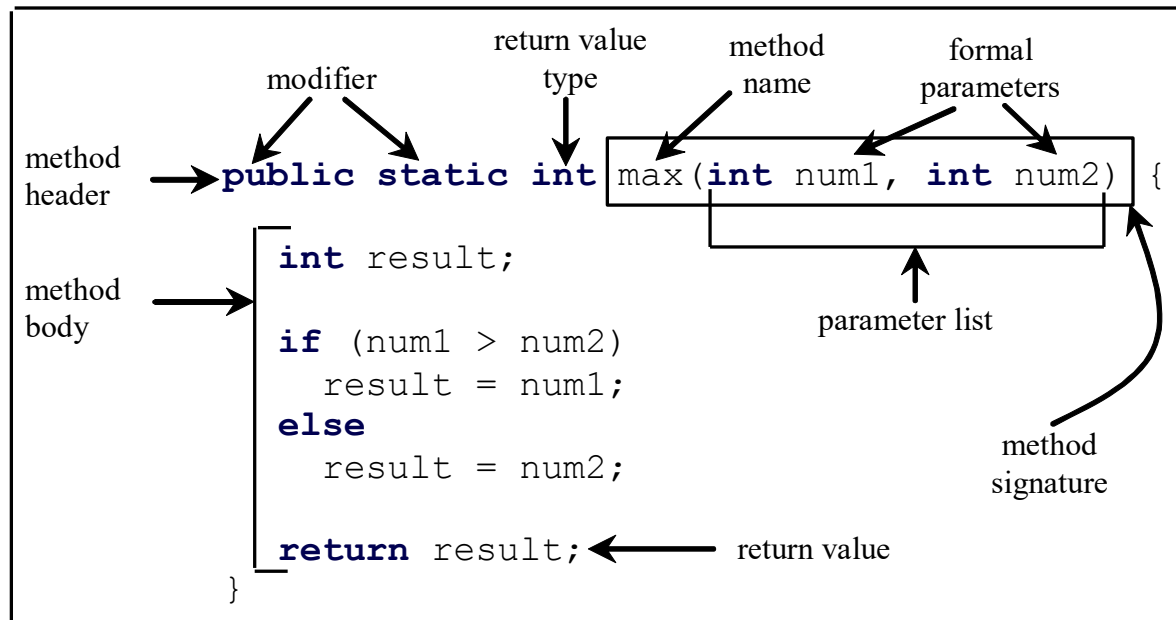 return value
type
method
name
formal
parameters
modifier
method
header
public static int max(int num1, int num2) {
int result;
method
body
parameter list
if (num1 > num2)
result = num1;
else
result = num2;
method
signature
return result;
return value
}